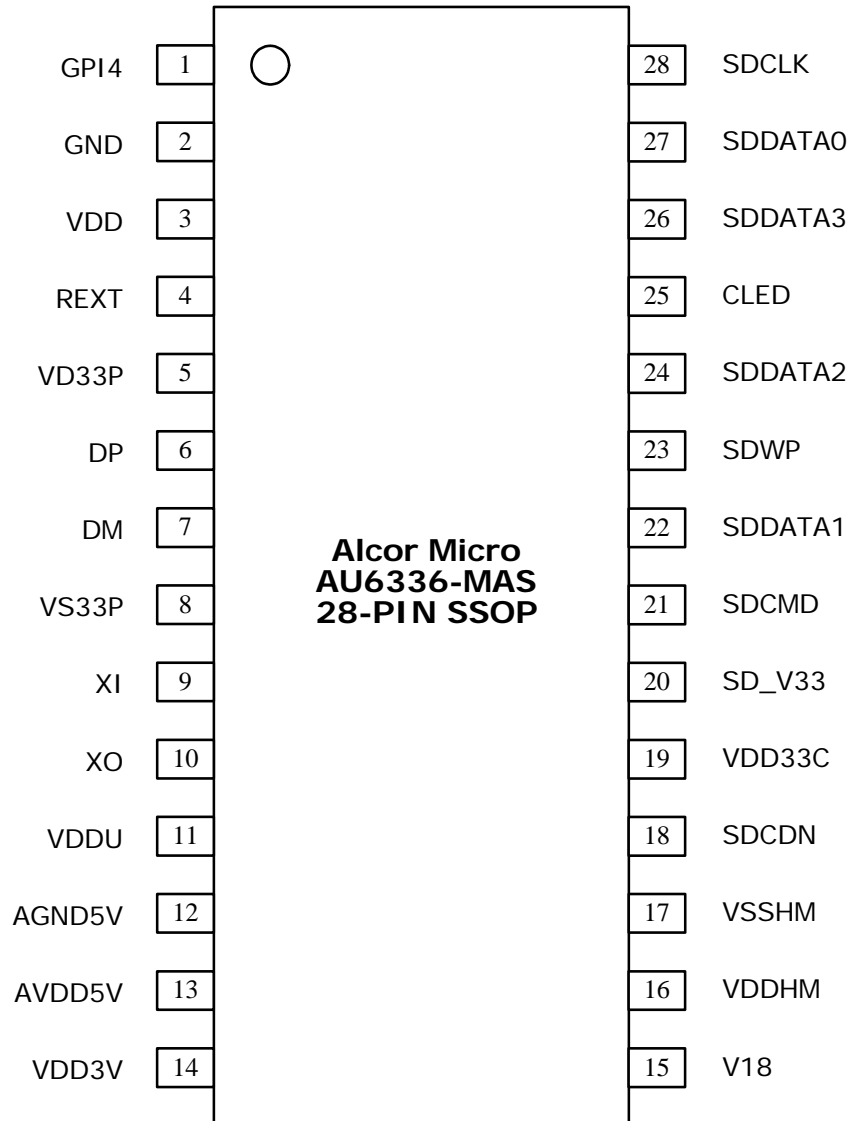 GPI4 1 28 SDCLK
GND 2 27 SDDATA0
VDD 3 26 SDDATA3
REXT 4 25 CLED
VD33P 5 24 SDDATA2
DP 6 23 SDWP
DM 7 22 SDDATA1
Alcor Micro
AU6336-MAS
28-PIN SSOP
VS33P 8 21 SDCMD
XI 9 20 SD_V33
XO 10 19 VDD33C
VDDU 11 18 SDCDN
AGND5V 12 17 VSSHM
AVDD5V 13 16 VDDHM
VDD3V 14 15 V18